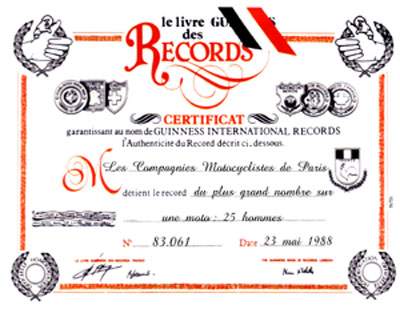 le livre GUINNESS
des
RECORDS
CERTIFICAT
garantissant au nom de GUINNESS INTERNATIONAL RECORDS
l'Authenticité du Record décrit ci, dessous.
M Les Compagnies Motocyclistes de Paris
détient le record du plus grand nombre sur
une moto : 25 hommes
N° 83.061 Date 23 mai 1988